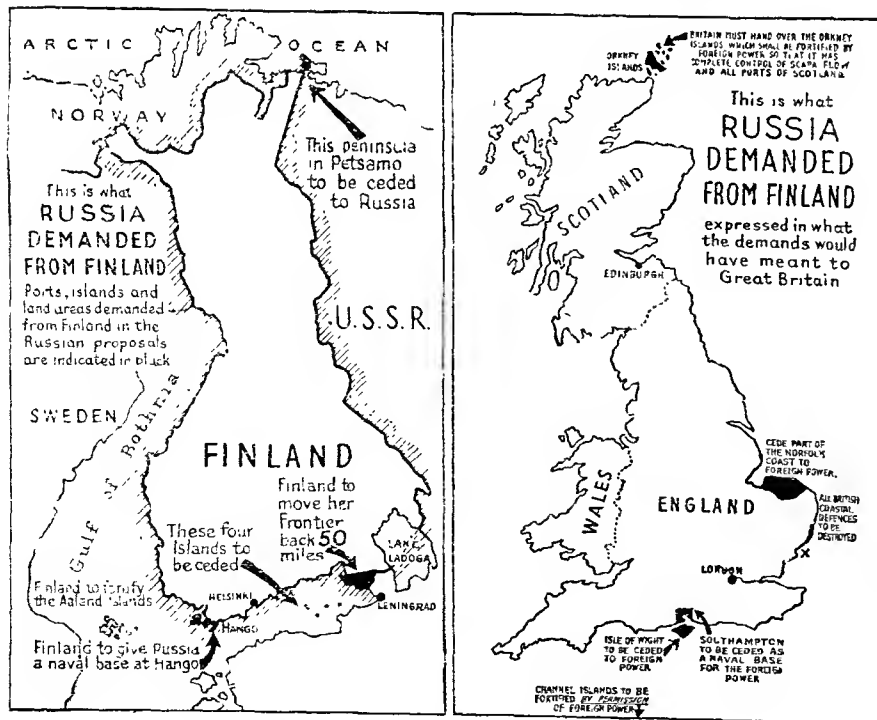 ARCTIC OCEAN
NORWAY
This peninsula
in Petsamo
to be ceded
to Russia
This is what
RUSSIA
DEMANDED
FROM FINLAND
Ports, islands and
land areas demanded
from Finland in the
Russian proposals
are indicated in black
U.S.S.R.
SWEDEN
Gulf of Bothnia
FINLAND
Finland to
move her
Frontier
back 50
miles
These four
Islands to
be ceded
LAKE
LADOGA
Finland to fortify
the Aaland Islands
HELSINKI
LENINGRAD
HANGO
Finland to give Russia
a naval base at Hango
BRITAIN MUST HAND OVER THE ORKNEY
ISLANDS WHICH SHALL BE FORTIFIED BY
FOREIGN POWER SO THAT IT HAS
COMPLETE CONTROL OF SCAPA FLOW
AND ALL PORTS OF SCOTLAND
ORKNEY
ISLANDS
This is what
RUSSIA
DEMANDED
FROM FINLAND
expressed in what
the demands would
have meant to
Great Britain
SCOTLAND
EDINBURGH
CEDE PART OF
THE NORFOLK
COAST TO
FOREIGN POWER.
ALL BRITISH
COASTAL
DEFENCES
TO BE
DESTROYED
WALES
ENGLAND
X
LONDON
ISLE OF WIGHT
TO BE CEDED
TO FOREIGN
POWER
SOUTHAMPTON
TO BE CEDED AS
A NAVAL BASE
FOR THE FOREIGN
POWER
CHANNEL ISLANDS TO BE
FORTIFIED BY PERMISSION
OF FOREIGN POWER